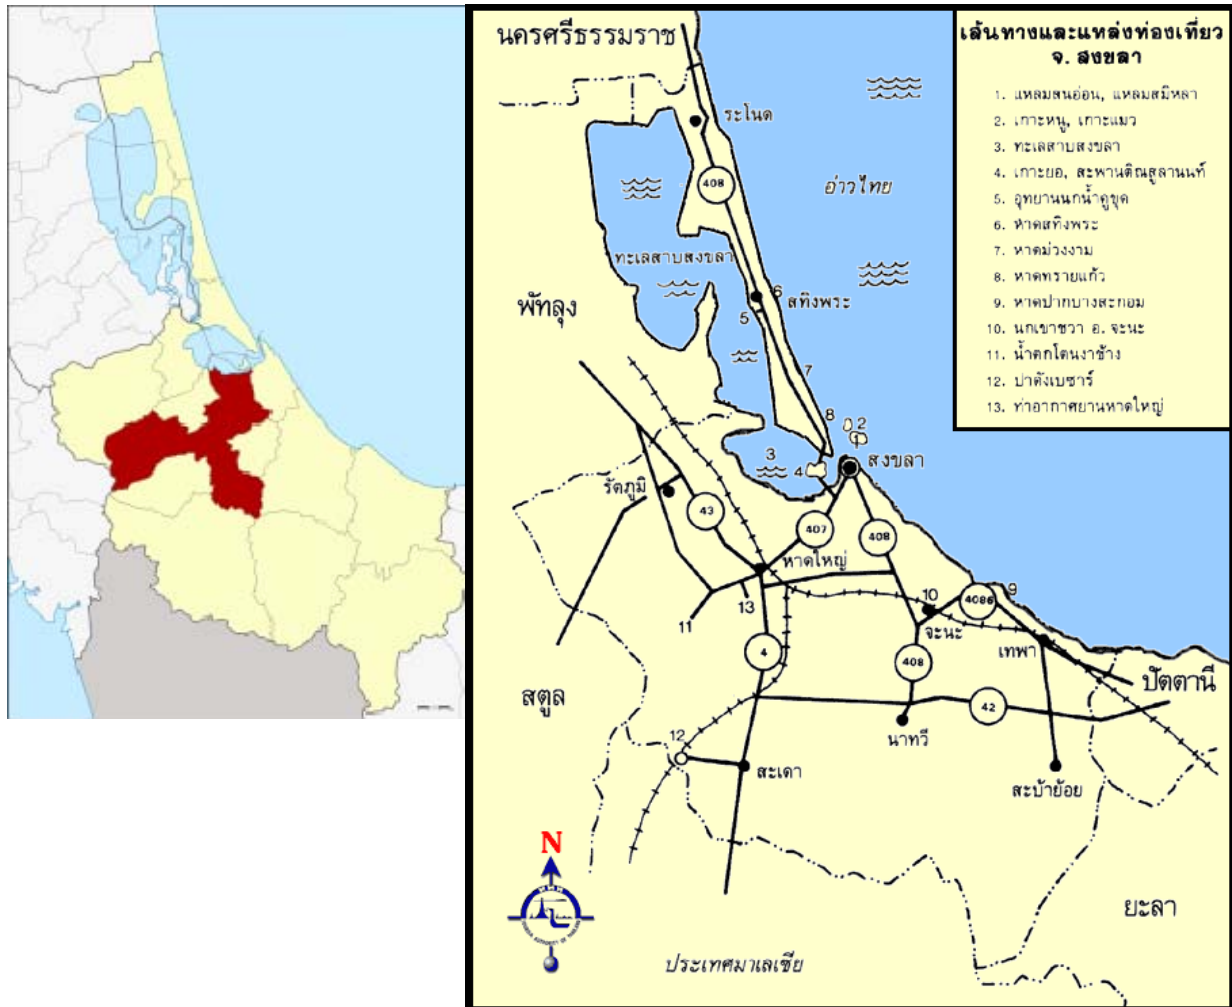 เส้นทางและแหล่งท่องเที่ยว
จ. สงขลา
1. แหลมสนอ่อน, แหลมสมิหลา
2. เกาะหนู, เกาะแมว
3. ทะเลสาบสงขลา
4. เกาะยอ, สะพานติณสูลานนท์
5. อุทยานนกน้ำคูขุด
6. หาดสทิงพระ
7. หาดม่วงงาม
8. หาดทรายแก้ว
9. หาดปากบางสะกอม
10. นกเขาชวา อ. จะนะ
11. น้ำตกโตนงาช้าง
12. ปาดังเบซาร์
13. ท่าอากาศยานหาดใหญ่
นครศรีธรรมราช
ระโนด
408
อ่าวไทย
ทะเลสาบสงขลา
พัทลุง
6
สทิงพระ
5
7
8
2
1
3
4
สงขลา
รัตภูมิ
43
407
408
หาดใหญ่
13
11
10
4086
9
จะนะ
เทพา
4
408
ปัตตานี
สตูล
42
นาทวี
12
สะเดา
สะบ้าย้อย
N
ยะลา
ประเทศมาเลเซีย